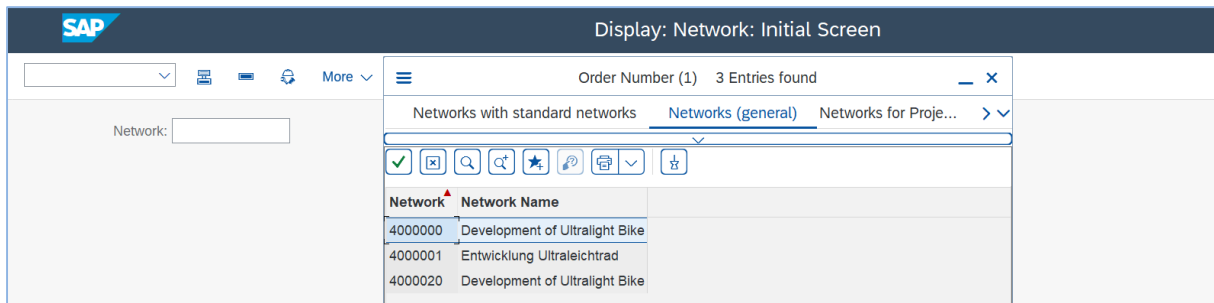 SAP
Display: Network: Initial Screen
More
Order Number (1) 3 Entries found
Networks with standard networks Networks (general) Networks for Proje...
Network:
Network Network Name
4000000 Development of Ultralight Bike
4000001 Entwicklung Ultraleichtrad
4000020 Development of Ultralight Bike